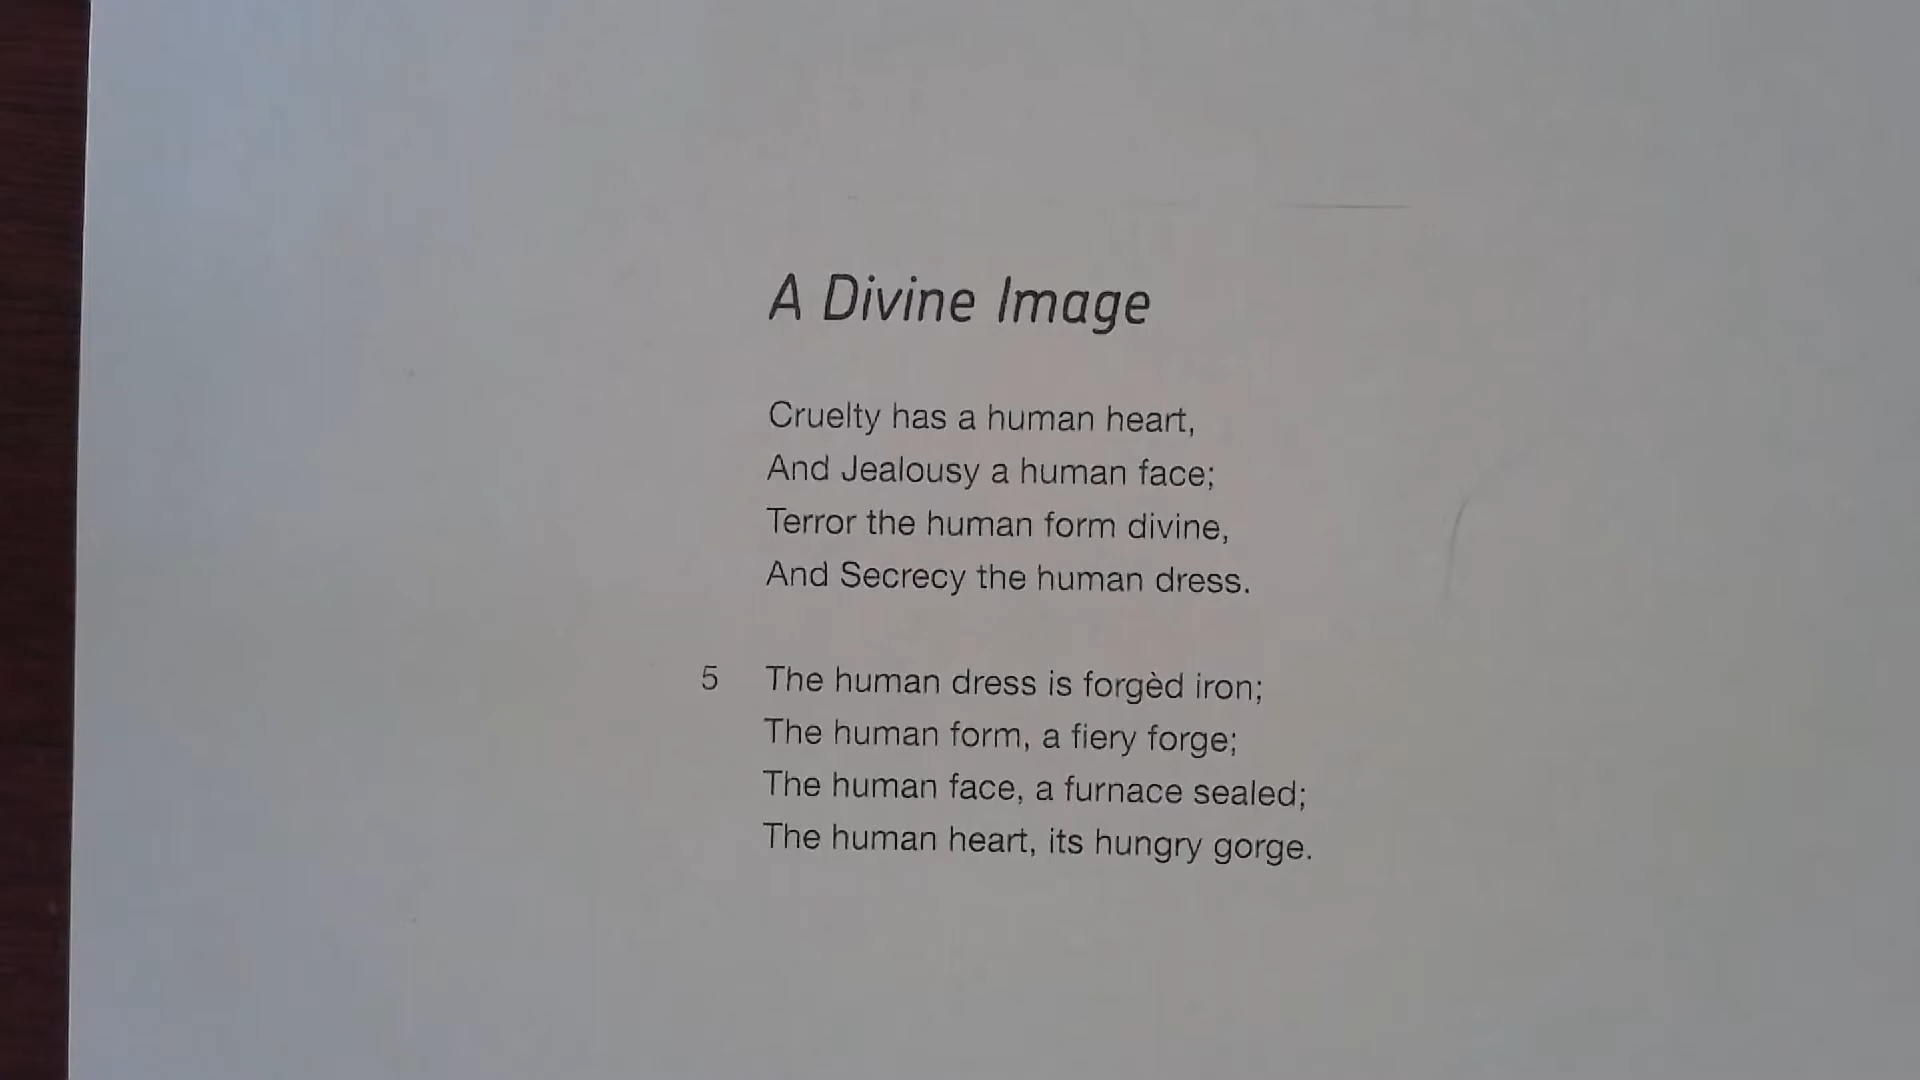 A Divine Image
Cruelty has a human heart,
And Jealousy a human face;
Terror the human form divine,
And Secrecy the human dress.
5 The human dress is forgèd iron;
The human form, a fiery forge;
The human face, a furnace sealed;
The human heart, its hungry gorge.